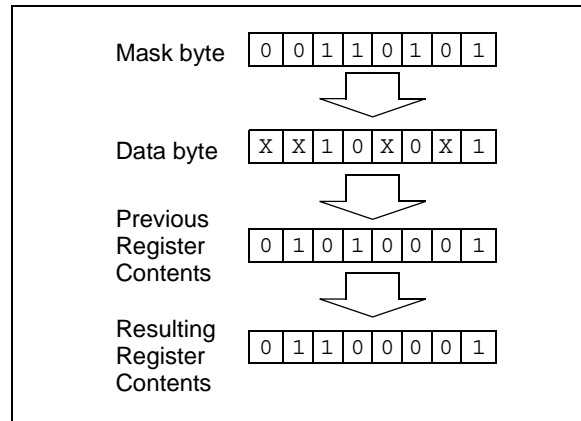 Mask byte 0 0 1 1 0 1 0 1
Data byte X X 1 0 X 0 X 1
Previous
Register 0 1 0 1 0 0 0 1
Contents
Resulting
Register 0 1 1 0 0 0 0 1
Contents